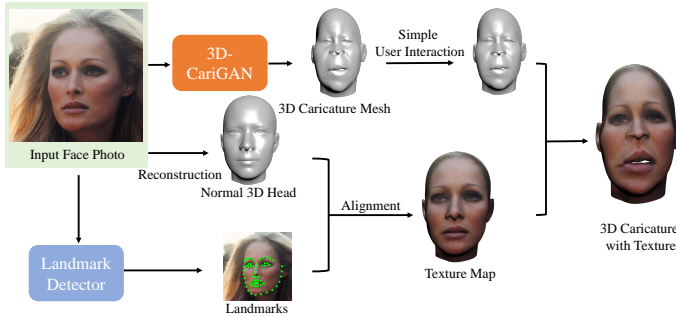 3D-
CariGAN
Simple
User Interaction
3D Caricature Mesh
Input Face Photo
Reconstruction
Normal 3D Head
Alignment
Landmark
Detector
Landmarks
Texture Map
3D Caricature
with Texture